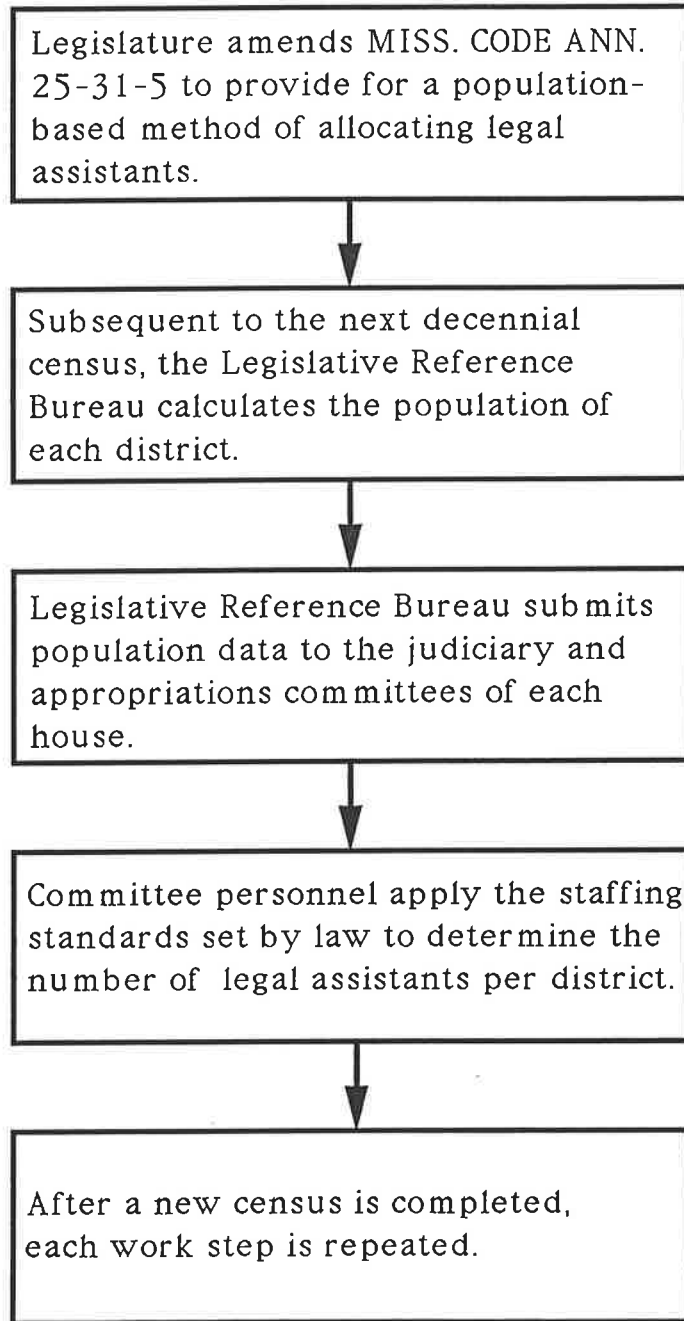 Legislature amends MISS. CODE ANN.
25-31-5 to provide for a population-
based method of allocating legal
assistants.
Subsequent to the next decennial
census, the Legislative Reference
Bureau calculates the population of
each district.
Legislative Reference Bureau submits
population data to the judiciary and
appropriations committees of each
house.
Committee personnel apply the staffing
standards set by law to determine the
number of legal assistants per district.
After a new census is completed,
each work step is repeated.